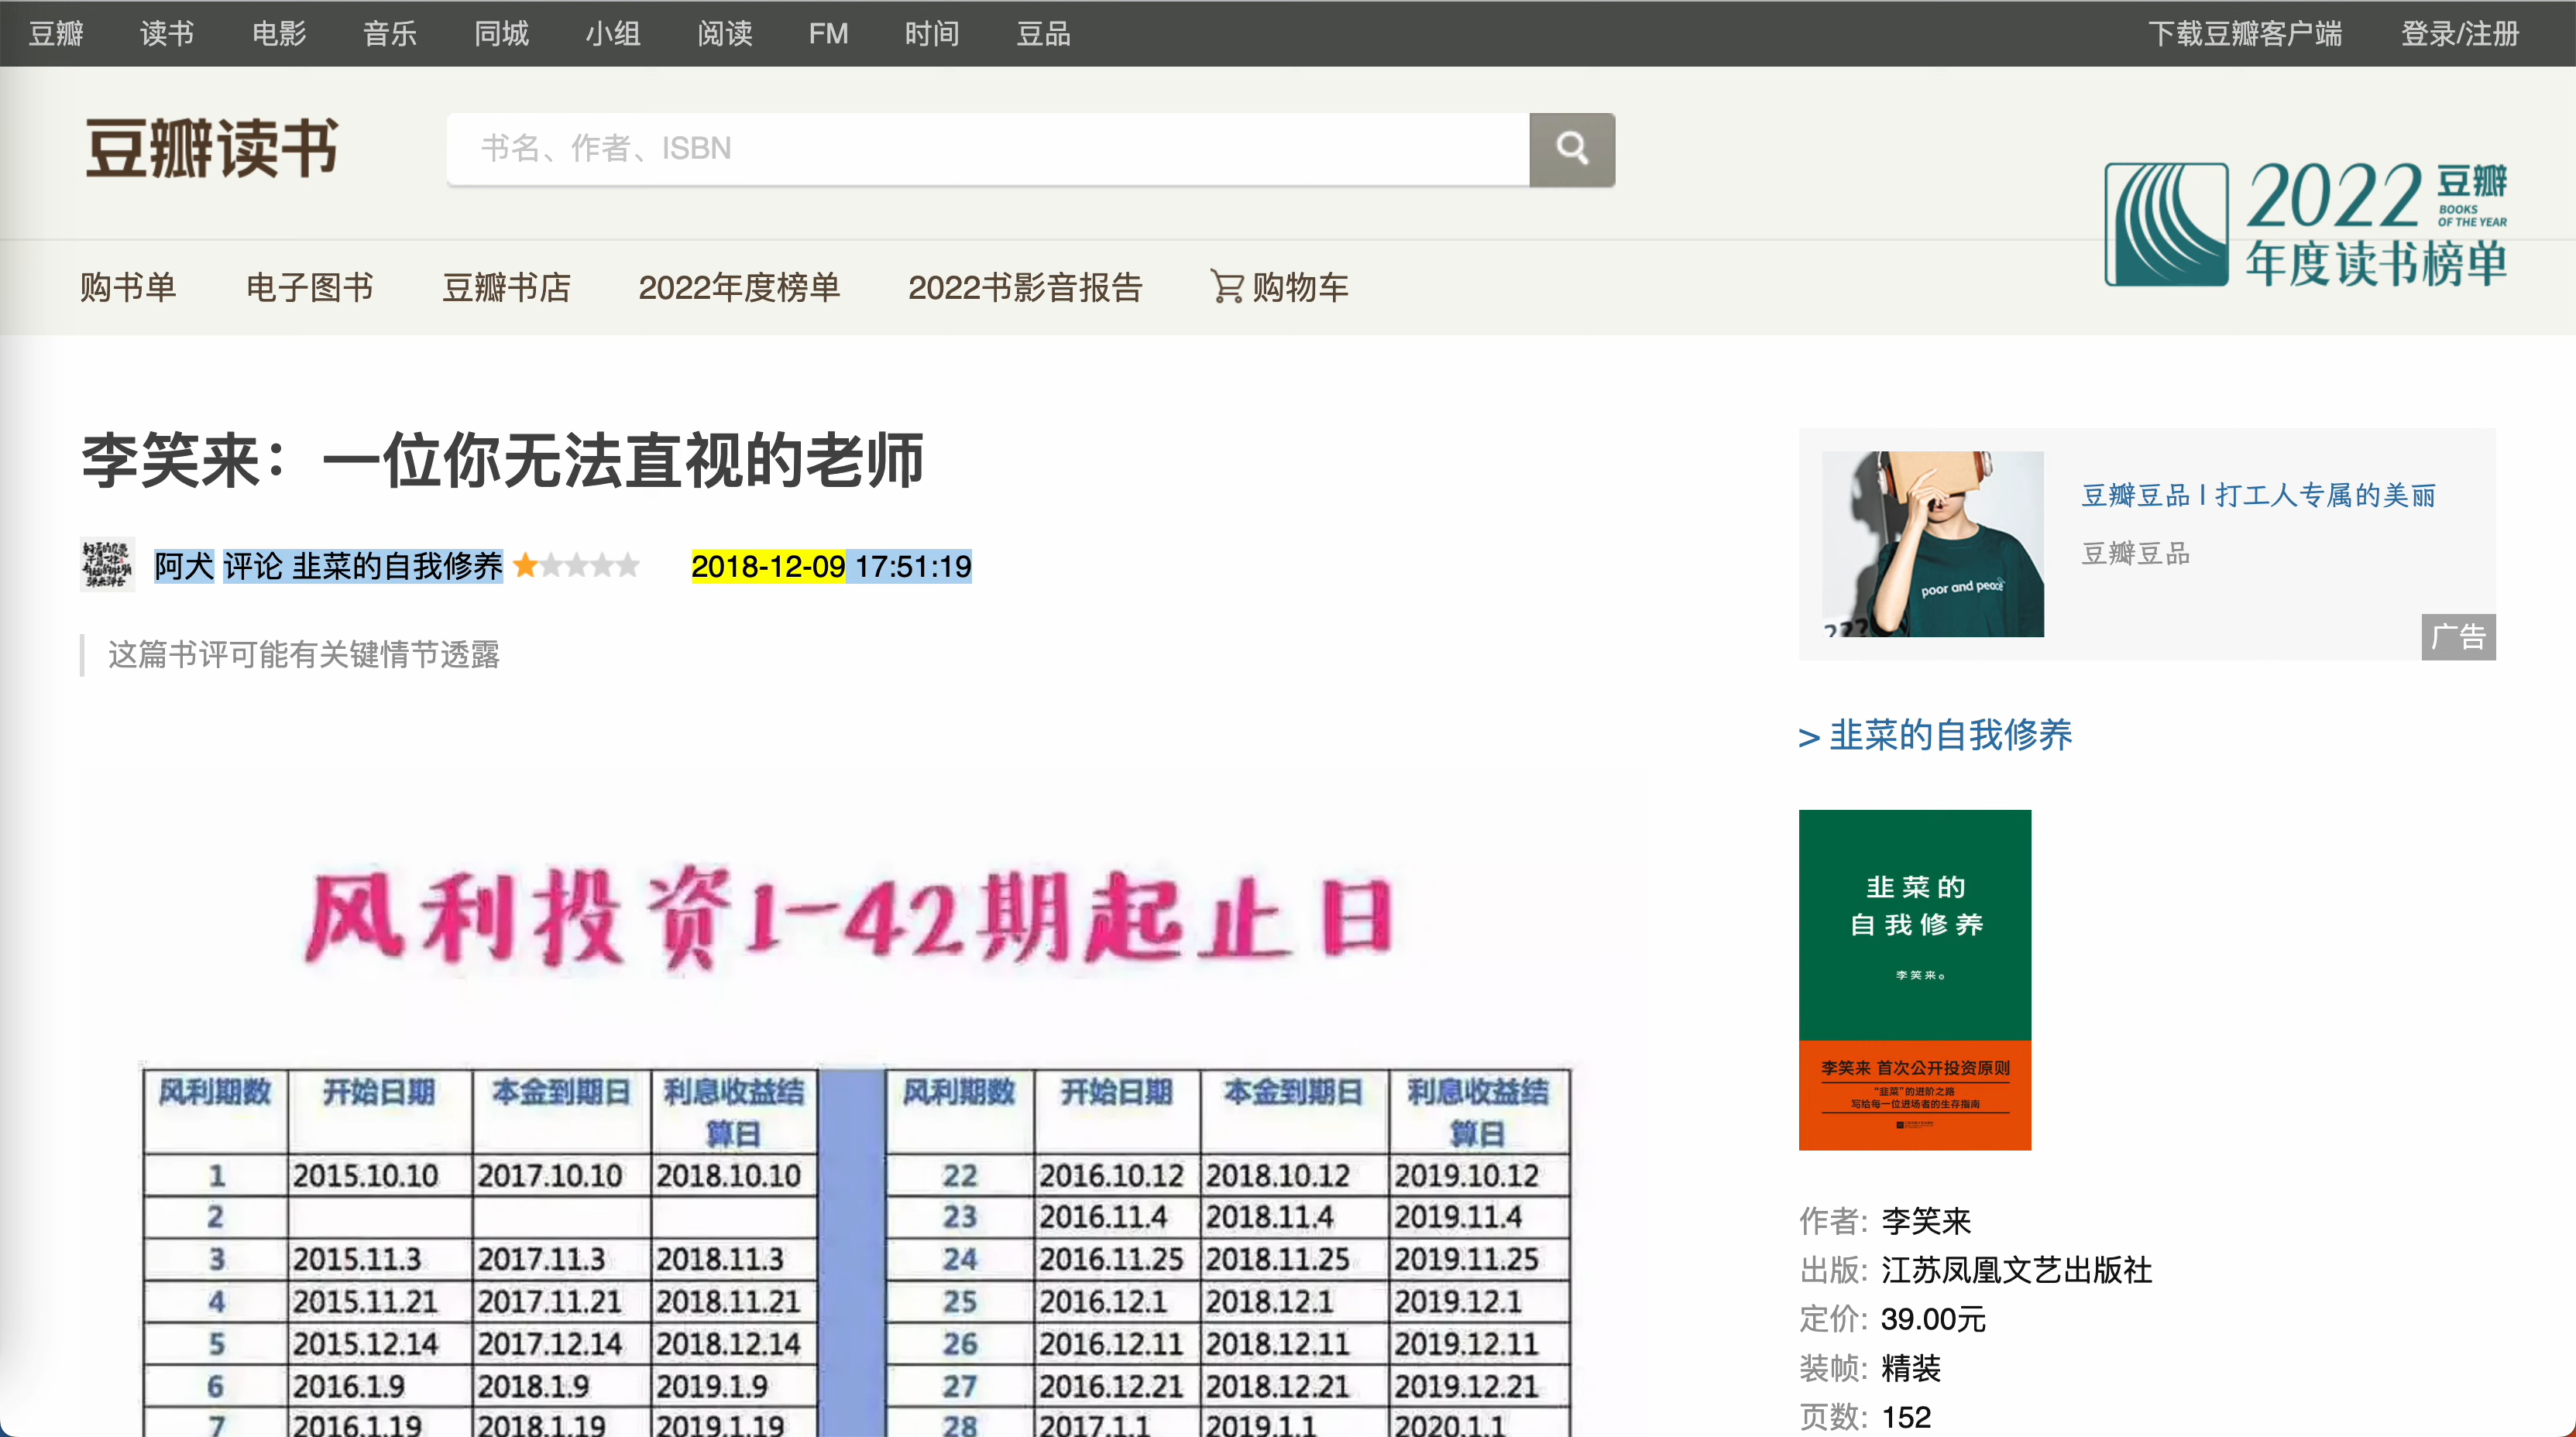 豆瓣 读书 电影 音乐 同城 小组 阅读 FM 时间 豆品 下载豆瓣客户端 登录/注册
豆瓣读书
书名、作者、ISBN
2022 豆瓣
BOOKS
OF THE YEAR
年度读书榜单
购书单 电子图书 豆瓣书店 2022年度榜单 2022书影音报告 购物车
李笑来：一位你无法直视的老师
阿犬 评论 韭菜的自我修养 2018-12-09 17:51:19
这篇书评可能有关键情节透露
风利投资1-42期起止日
风利期数 开始日期 本金到期日 利息收益结算日 风利期数 开始日期 本金到期日 利息收益结算日
1 2015.10.10 2017.10.10 2018.10.10 22 2016.10.12 2018.10.12 2019.10.12
2 23 2016.11.4 2018.11.4 2019.11.4
3 2015.11.3 2017.11.3 2018.11.3 24 2016.11.25 2018.11.25 2019.11.25
4 2015.11.21 2017.11.21 2018.11.21 25 2016.12.1 2018.12.1 2019.12.1
5 2015.12.14 2017.12.14 2018.12.14 26 2016.12.11 2018.12.11 2019.12.11
6 2016.1.9 2018.1.9 2019.1.9 27 2016.12.21 2018.12.21 2019.12.21
7 2016.1.19 2018.1.19 2019.1.19 28 2017.1.1 2019.1.1 2020.1.1
poor and peace
???
豆瓣豆品 | 打工人专属的美丽
豆瓣豆品
广告
> 韭菜的自我修养
韭菜的
自我修养
李笑来。
李笑来 首次公开投资原则
“韭菜”的进阶之路
写给每一位进场者的生存指南
作者: 李笑来
出版: 江苏凤凰文艺出版社
定价: 39.00元
装帧: 精装
页数: 152